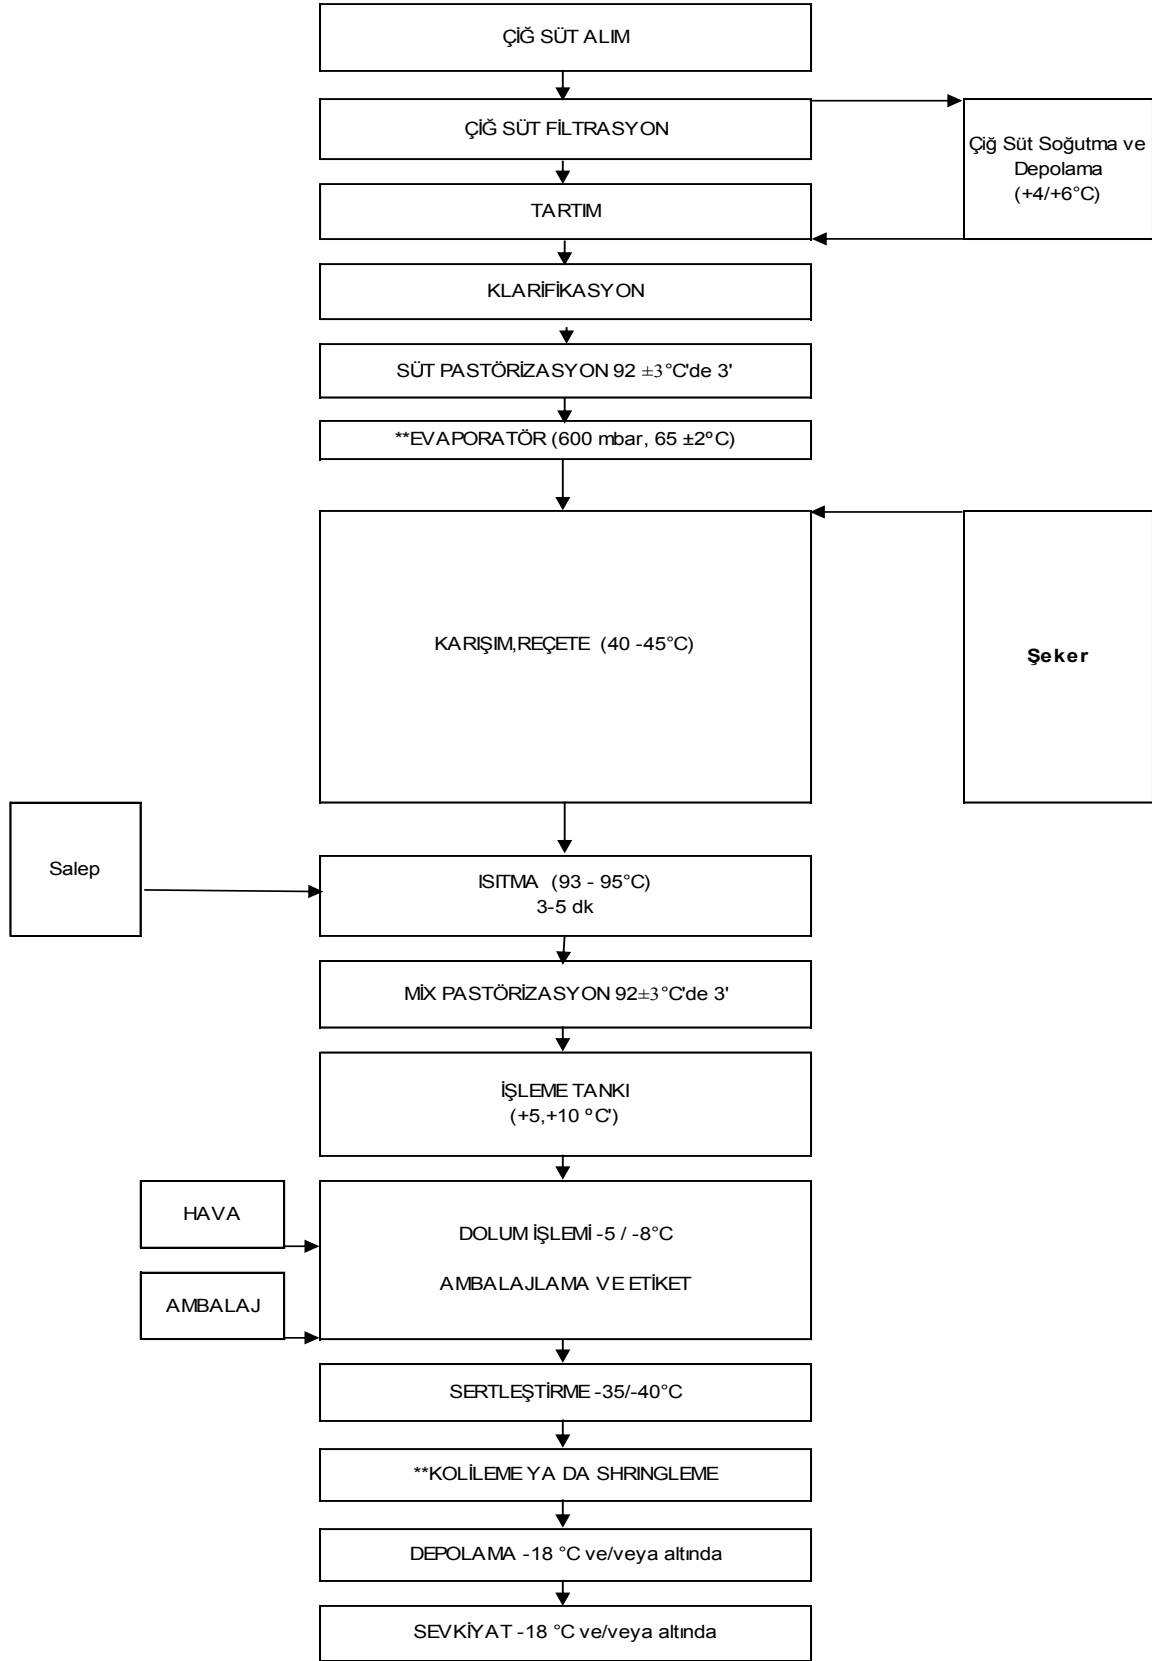 ÇİĞ SÜT ALIM
ÇİĞ SÜT FİLTRASYON
Çiğ Süt Soğutma ve
Depolama
(+4/+6°C)
TARTIM
KLARİFİKASYON
SÜT PASTÖRİZASYON 92 ±3°C'de 3'
**EVAPORATÖR (600 mbar, 65 ±2ºC)
KARIŞIM,REÇETE (40 -45°C)
Şeker
Salep
ISITMA (93 - 95°C)
3-5 dk
MİX PASTÖRİZASYON 92±3°C'de 3'
İŞLEME TANKI
(+5,+10 ºC')
HAVA
DOLUM İŞLEMİ -5 / -8°C
AMBALAJLAMA VE ETİKET
AMBALAJ
SERTLEŞTİRME -35/-40°C
**KOLİLEME YA DA SHRINGLEME
DEPOLAMA -18 °C ve/veya altında
SEVKİYAT -18 °C ve/veya altında